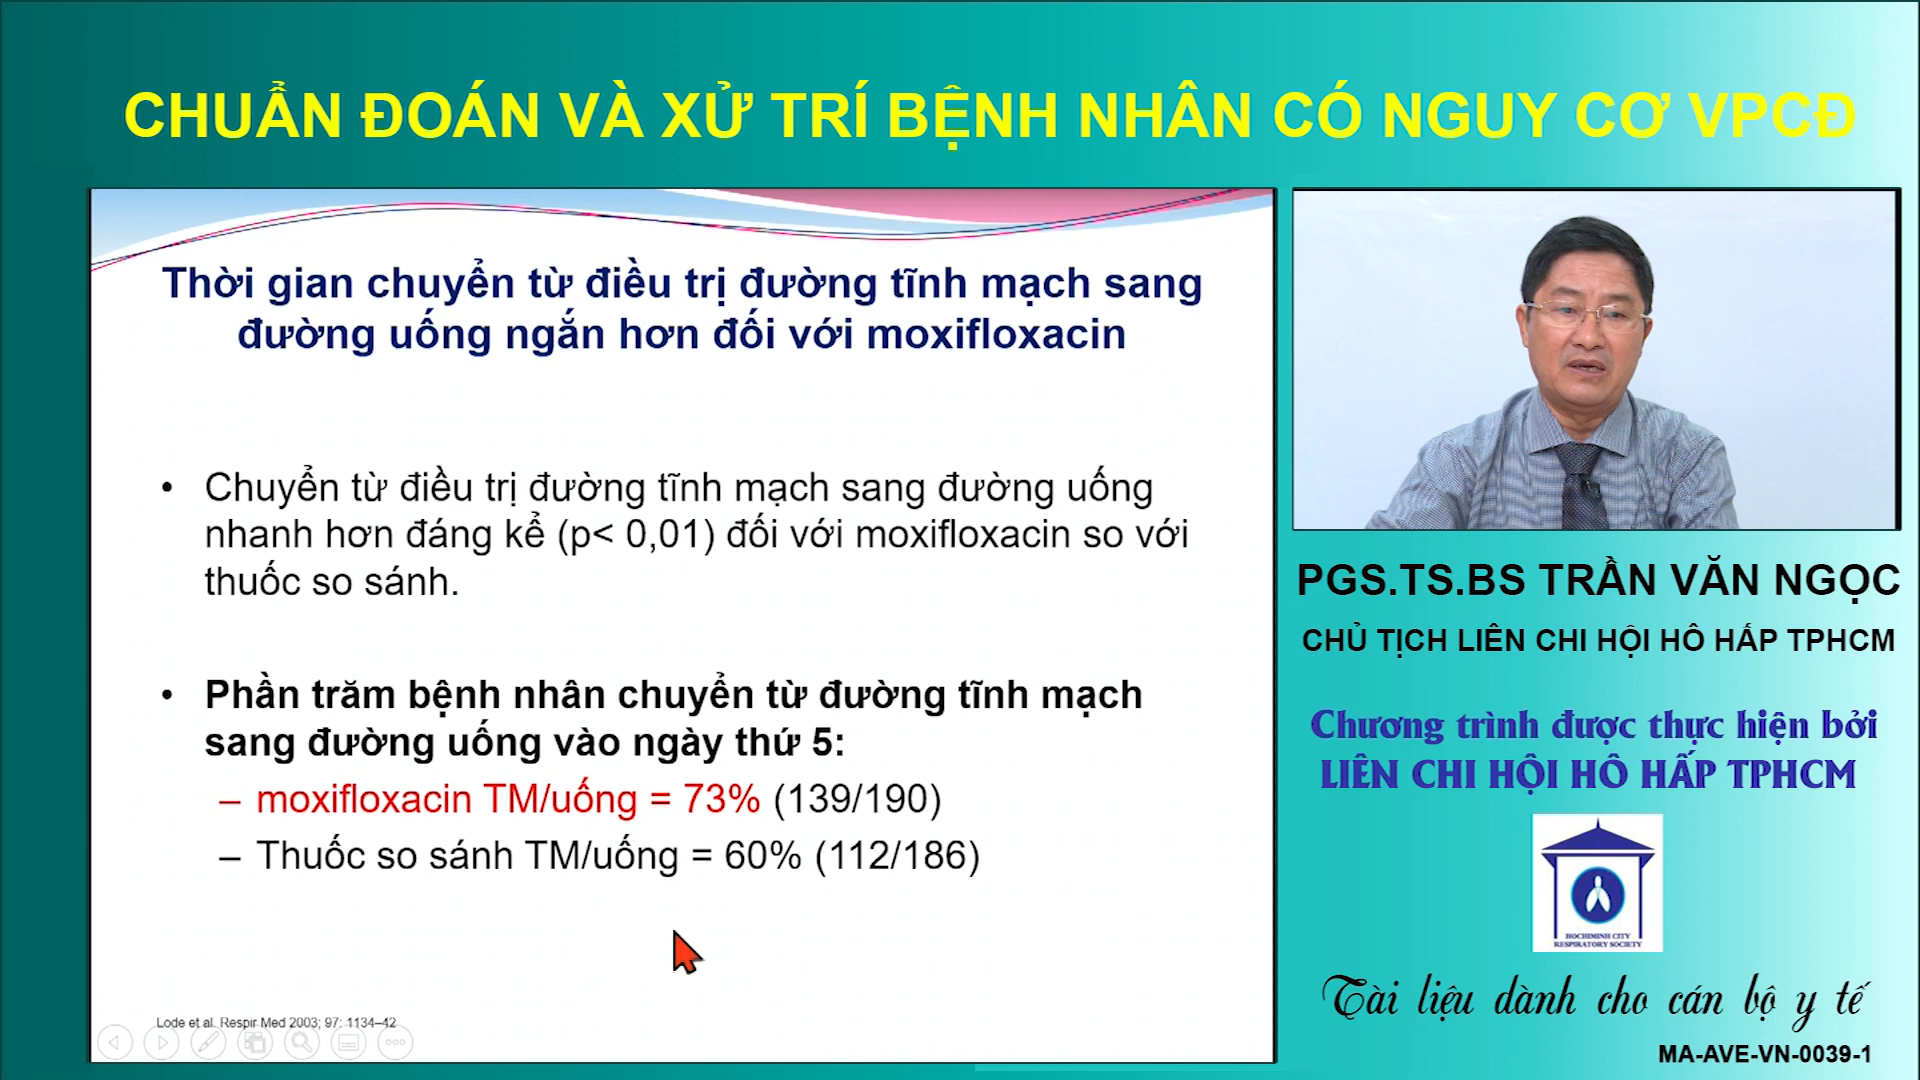 CHUẨN ĐOÁN VÀ XỬ TRÍ BỆNH NHÂN CÓ NGUY CƠ VPCĐ
Thời gian chuyển từ điều trị đường tĩnh mạch sang
đường uống ngắn hơn đối với moxifloxacin
• Chuyển từ điều trị đường tĩnh mạch sang đường uống
nhanh hơn đáng kể (p< 0,01) đối với moxifloxacin so với
thuốc so sánh.
• Phần trăm bệnh nhân chuyển từ đường tĩnh mạch
sang đường uống vào ngày thứ 5:
– moxifloxacin TM/uống = 73% (139/190)
– Thuốc so sánh TM/uống = 60% (112/186)
Lode et al. Respir Med 2003; 97: 1134–42
PGS.TS.BS TRẦN VĂN NGỌC
CHỦ TỊCH LIÊN CHI HỘI HÔ HẤP TPHCM
Chương trình được thực hiện bởi
LIÊN CHI HỘI HÔ HẤP TPHCM
HOCHIMINH CITY
RESPIRATORY SOCIETY
Tài liệu dành cho cán bộ y tế
MA-AVE-VN-0039-1